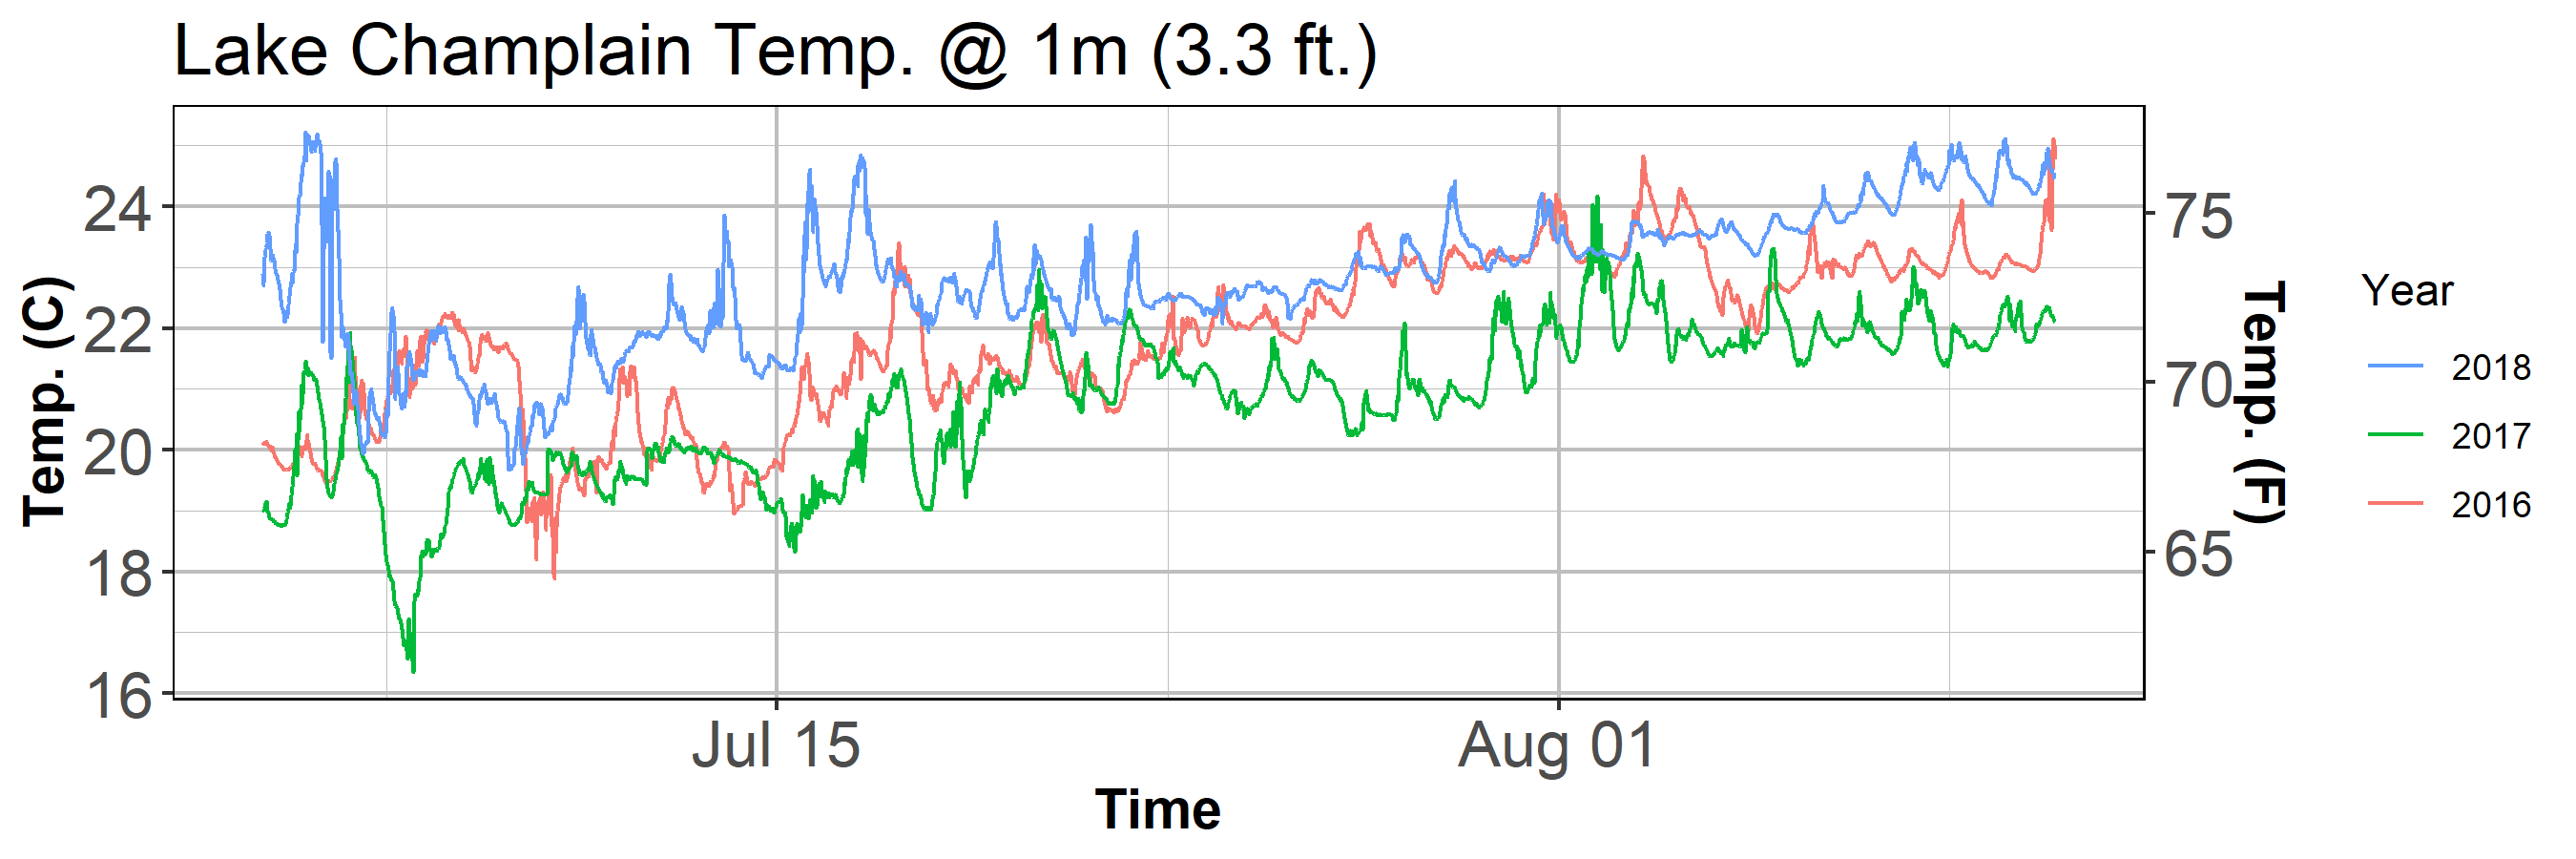 Lake Champlain Temp. @ 1m (3.3 ft.)
Temp. (C)
24
22
20
18
16
75
70
65
Temp. (F)
Jul 15
Aug 01
Time
Year
2018
2017
2016